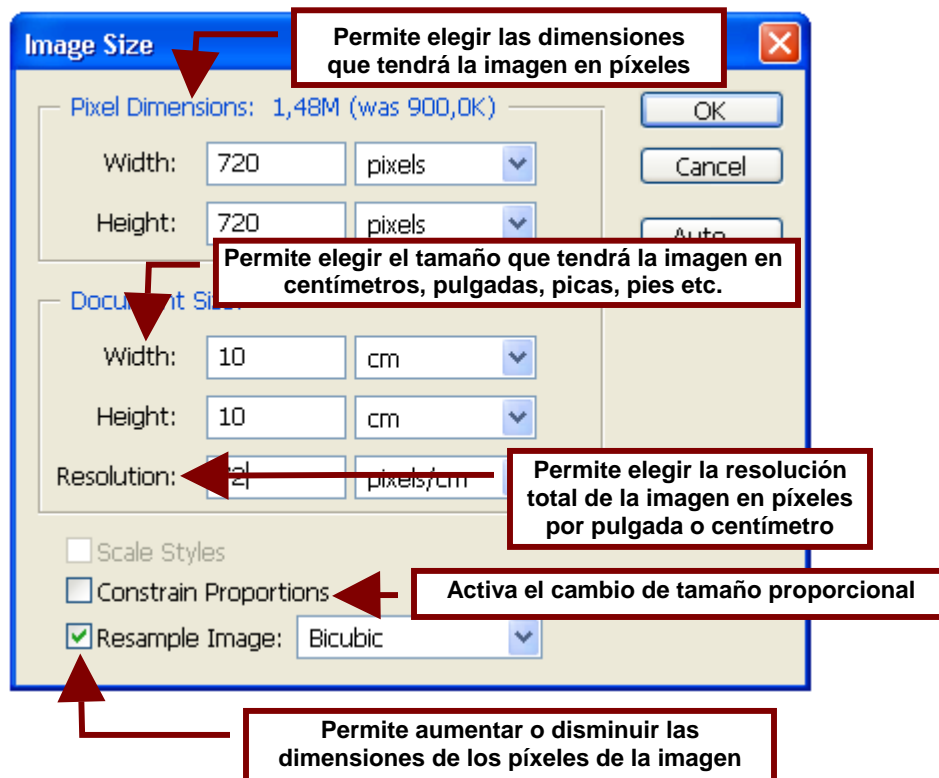 Image Size
Permite elegir las dimensiones
que tendrá la imagen en píxeles
Pixel Dimensions: 1,48M (was 900,0K)
OK
Width: 720 pixels
Cancel
Height: 720 pixels
Auto...
Permite elegir el tamaño que tendrá la imagen en
centímetros, pulgadas, picas, pies etc.
Document Size:
Width: 10 cm
Height: 10 cm
Resolution: 72 pixels/cm
Permite elegir la resolución
total de la imagen en píxeles
por pulgada o centímetro
Scale Styles
Constrain Proportions
Activa el cambio de tamaño proporcional
Resample Image: Bicubic
Permite aumentar o disminuir las
dimensiones de los píxeles de la imagen